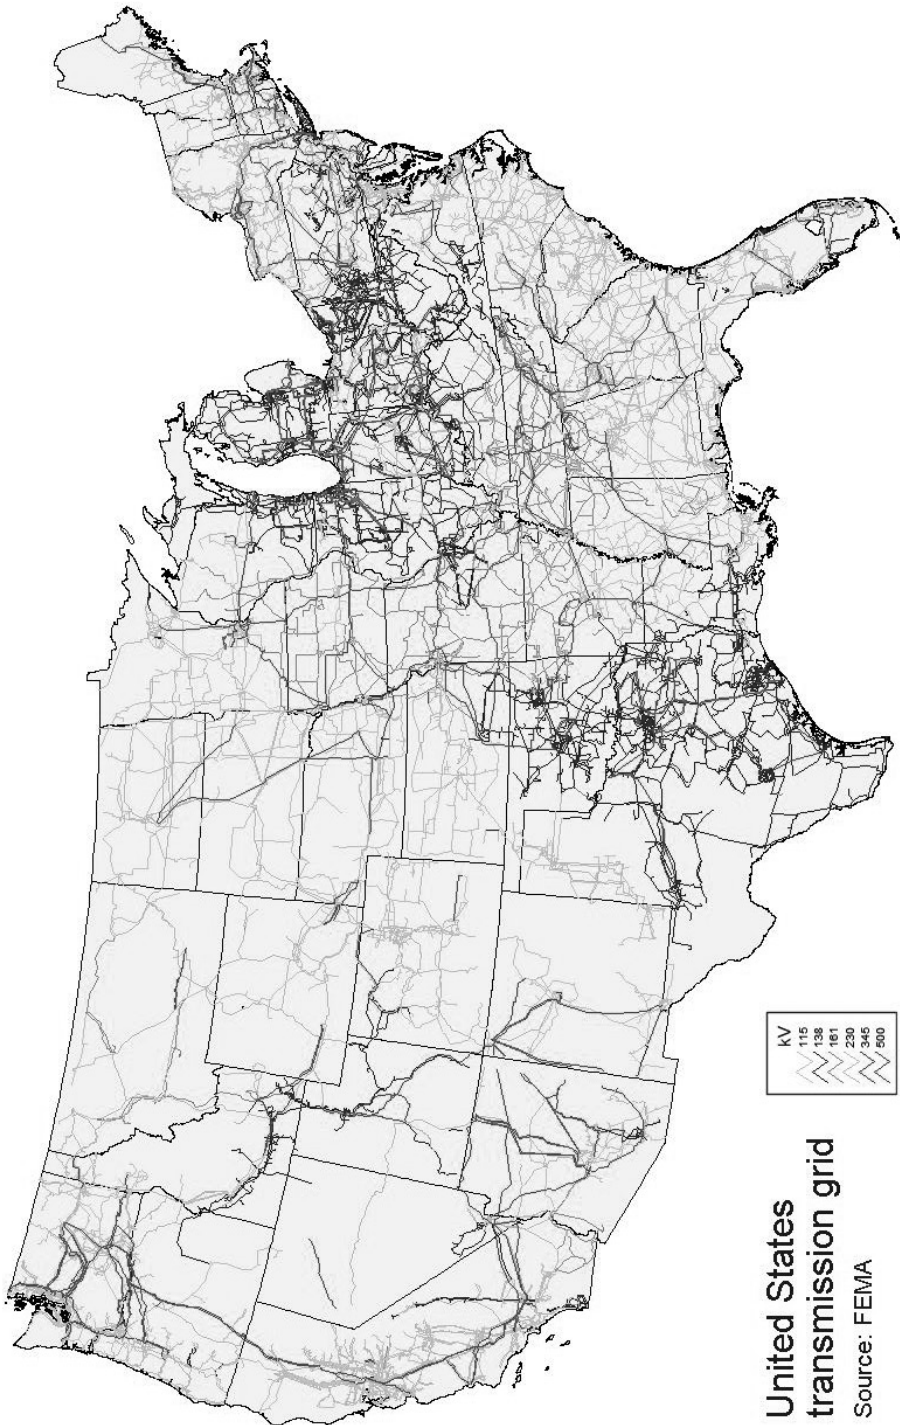 United States
transmission grid
Source: FEMA
KV
115
138
161
230
345
500